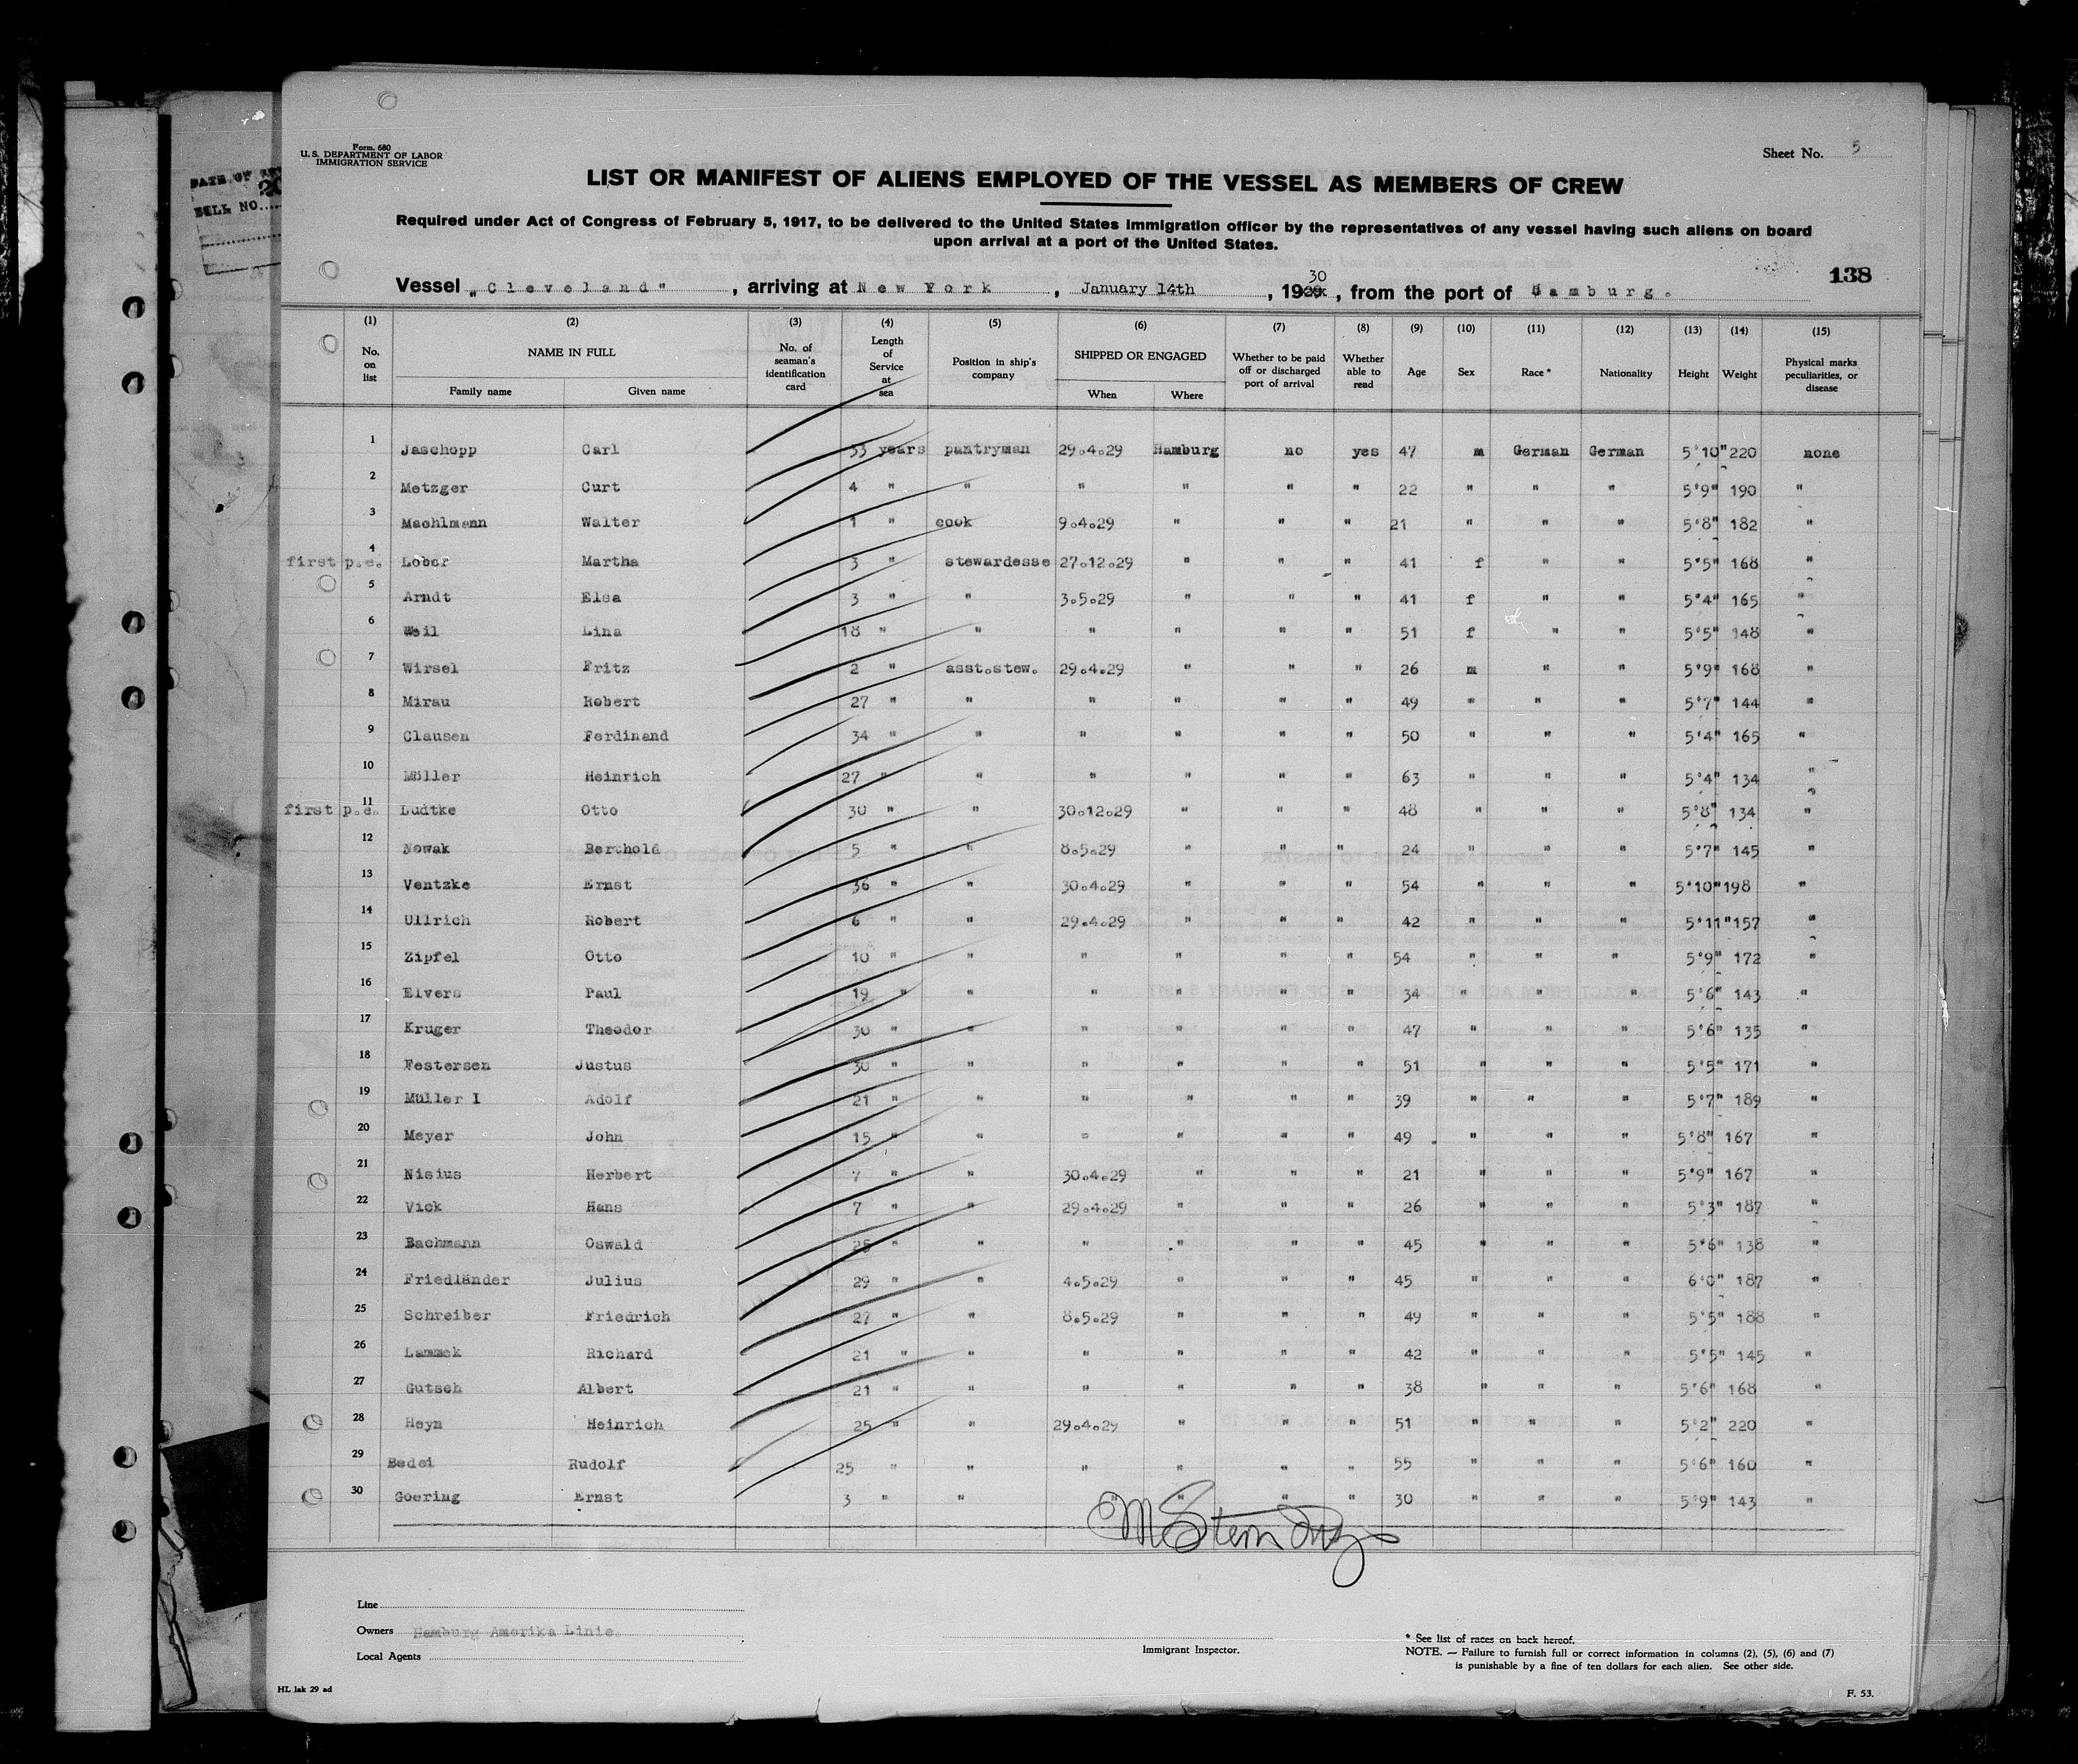 Form. 680
U. S. DEPARTMENT OF LABOR
IMMIGRATION SERVICE
Sheet No. 5
LIST OR MANIFEST OF ALIENS EMPLOYED OF THE VESSEL AS MEMBERS OF CREW
Required under Act of Congress of February 5, 1917, to be delivered to the United States Immigration officer by the representatives of any vessel having such aliens on board
upon arrival at a port of the United States.
138
Vessel „Cleveland" , arriving at New York , January 14th , 1930 , from the port of Hamburg.
(1) (2) (3) (4) (5) (6) (7) (8) (9) (10) (11) (12) (13) (14) (15)
No. on list NAME IN FULL No. of seaman's identification card Length of Service at sea Position in ship's company SHIPPED OR ENGAGED Whether to be paid off or discharged port of arrival Whether able to read Age Sex Race * Nationality Height Weight Physical marks peculiarities, or disease
Family name Given name When Where
1 Jaschopp Carl 33 years pantryman 29.4.29 Hamburg no yes 47 m German German 5'10" 220 none
2 Metzger Curt 4 " " " " " " 22 " " " 5'9" 190 "
3 Machlmann Walter 1 " cook 9.4.29 " " " 21 " " " 5'8" 182 "
first p.e. 4 Lobor Martha 3 " stewardesse 27.12.29 " " " 41 f " " 5'5" 168 "
5 Arndt Elsa 3 " " 3.5.29 " " " 41 f " " 5'4" 165 "
6 Weil Lina 18 " " " " " " 51 f " " 5'5" 148 "
7 Wirsel Fritz 2 " asst.stew. 29.4.29 " " " 26 m " " 5'9" 168 "
8 Mirau Robert 27 " " " " " " 49 " " " 5'7" 144 "
9 Clausen Ferdinand 34 " " " " " " 50 " " " 5'4" 165 "
10 Müller Heinrich 27 " " " " " " 63 " " " 5'4" 134 "
first p.e. 11 Ludtke Otto 30 " " 30.12.29 " " " 48 " " " 5'8" 134 "
12 Nowak Berthold 5 " " 8.5.29 " " " 24 " " " 5'7" 145 "
13 Ventzke Ernst 36 " " 30.4.29 " " " 54 " " " 5'10" 198 "
14 Ullrich Robert 6 " " 29.4.29 " " " 42 " " " 5'11" 157 "
15 Zipfel Otto 10 " " " " " " 54 " " " 5'9" 172 "
16 Elvers Paul 19 " " " " " " 34 " " " 5'6" 143 "
17 Kruger Theodor 30 " " " " " " 47 " " " 5'6" 135 "
18 Festersen Justus 30 " " " " " " 51 " " " 5'5" 171 "
19 Müller I Adolf 21 " " " " " " 39 " " " 5'7" 189 "
20 Meyer John 15 " " " " " " 49 " " " 5'8" 167 "
21 Nisius Herbert 7 " " 30.4.29 " " " 21 " " " 5'9" 167 "
22 Vick Hans 7 " " 29.4.29 " " " 26 " " " 5'3" 187 "
23 Bachmann Oswald 25 " " " " " " 45 " " " 5'6" 138 "
24 Friedländer Julius 29 " " 4.5.29 " " " 45 " " " 6'0" 187 "
25 Schreiber Friedrich 27 " " 8.5.29 " " " 49 " " " 5'5" 188 "
26 Lammek Richard 21 " " " " " " 42 " " " 5'5" 145 "
27 Gutsch Albert 21 " " " " " " 38 " " " 5'6" 168 "
28 Heyn Heinrich 25 " " 29.4.29 " " " 51 " " " 5'2" 220 "
29 Bedei Rudolf 25 " " " " " " 55 " " " 5'6" 160 "
30 Goering Ernst 3 " " " " " " 30 " " " 5'9" 143 "
Line
Owners Hamburg Amerika Linie.
Local Agents
Immigrant Inspector.
* See list of races on back hereof.
NOTE. — Failure to furnish full or correct information in columns (2), (5), (6) and (7)
is punishable by a fine of ten dollars for each alien. See other side.
HL lak 29 ad
F. 53.